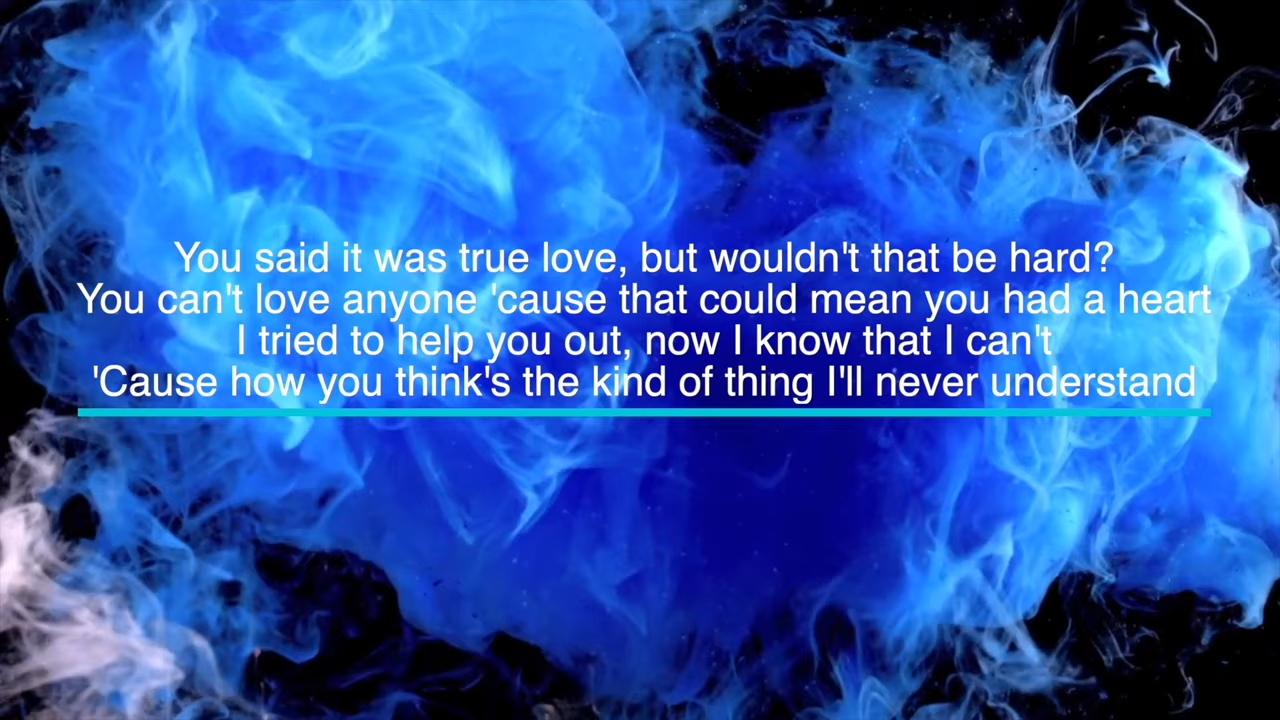 You said it was true love, but wouldn't that be hard?
You can't love anyone 'cause that could mean you had a heart
I tried to help you out, now I know that I can't
'Cause how you think's the kind of thing I'll never understand